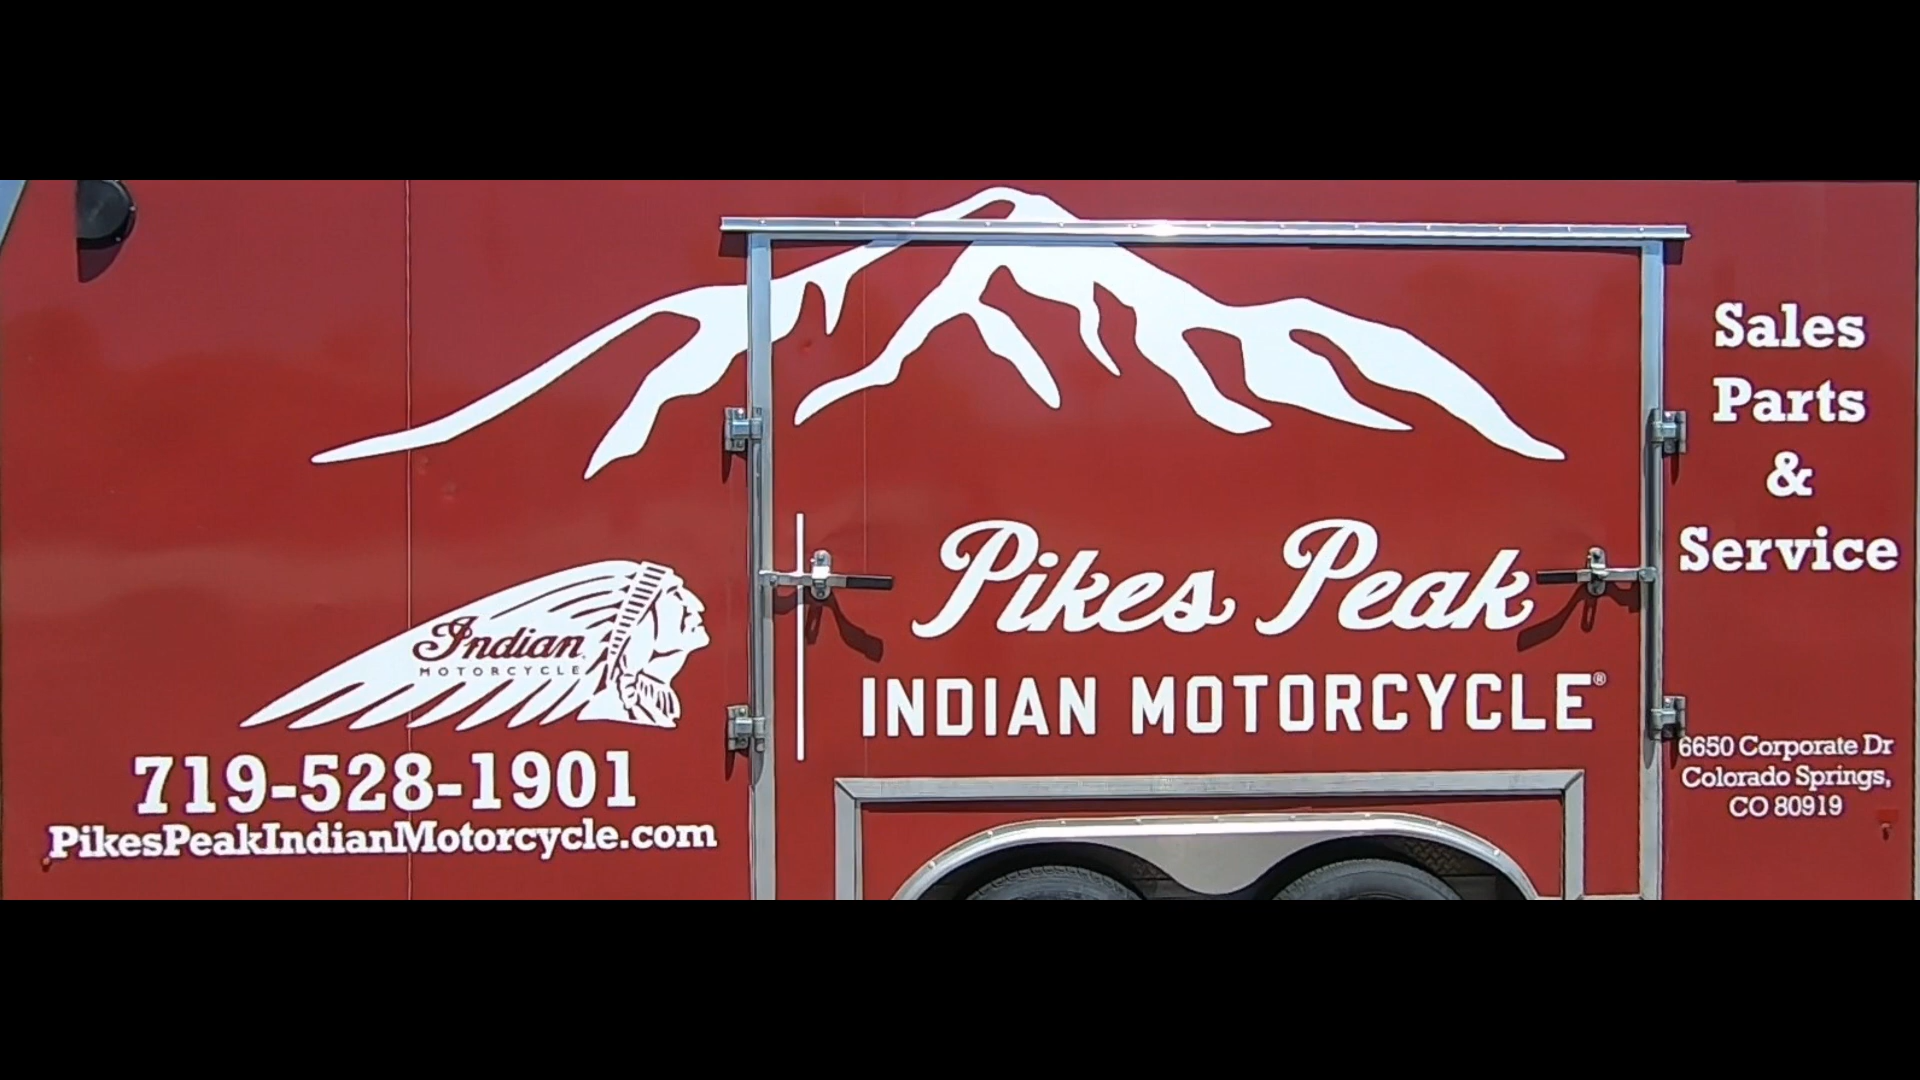 Indian
MOTORCYCLE
719-528-1901
PikesPeakIndianMotorcycle.com
Pikes Peak
INDIAN MOTORCYCLE®
Sales
Parts
&
Service
6650 Corporate Dr
Colorado Springs,
CO 80919